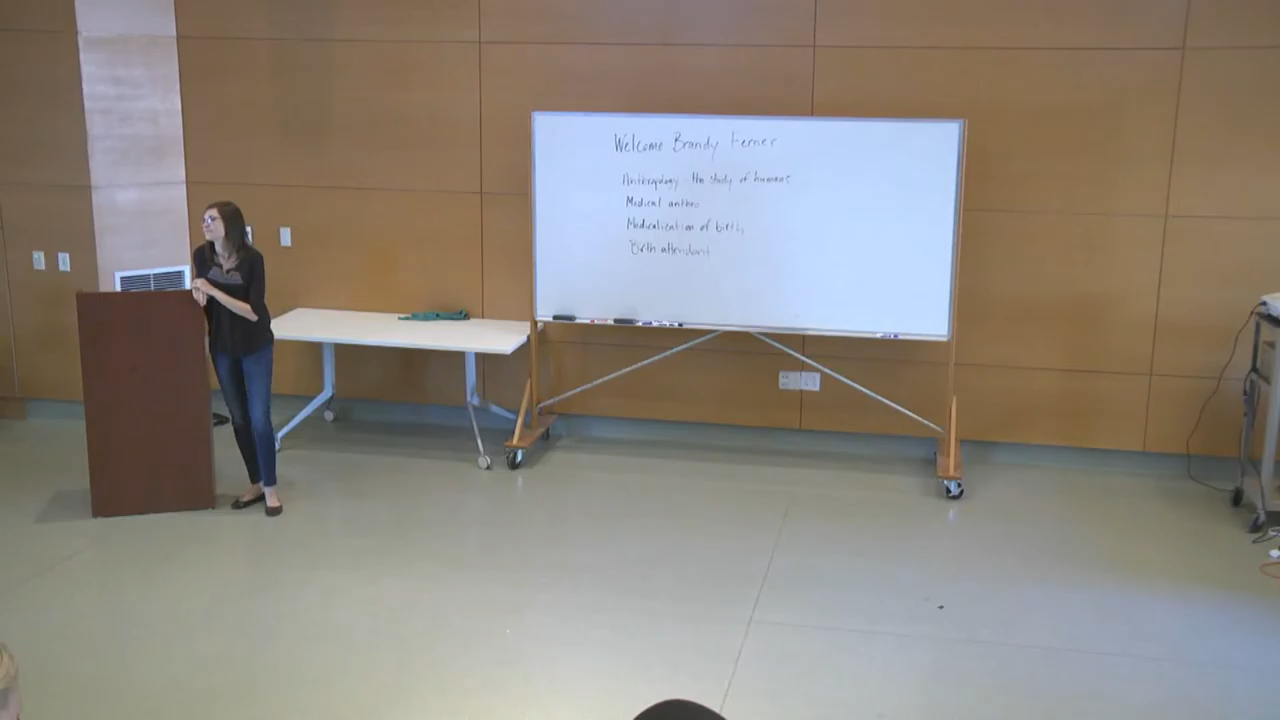 Welcome Brandy Ferner
Anthropology the study of humans
Medical anthro
Medicalization of birth
Birth attendant